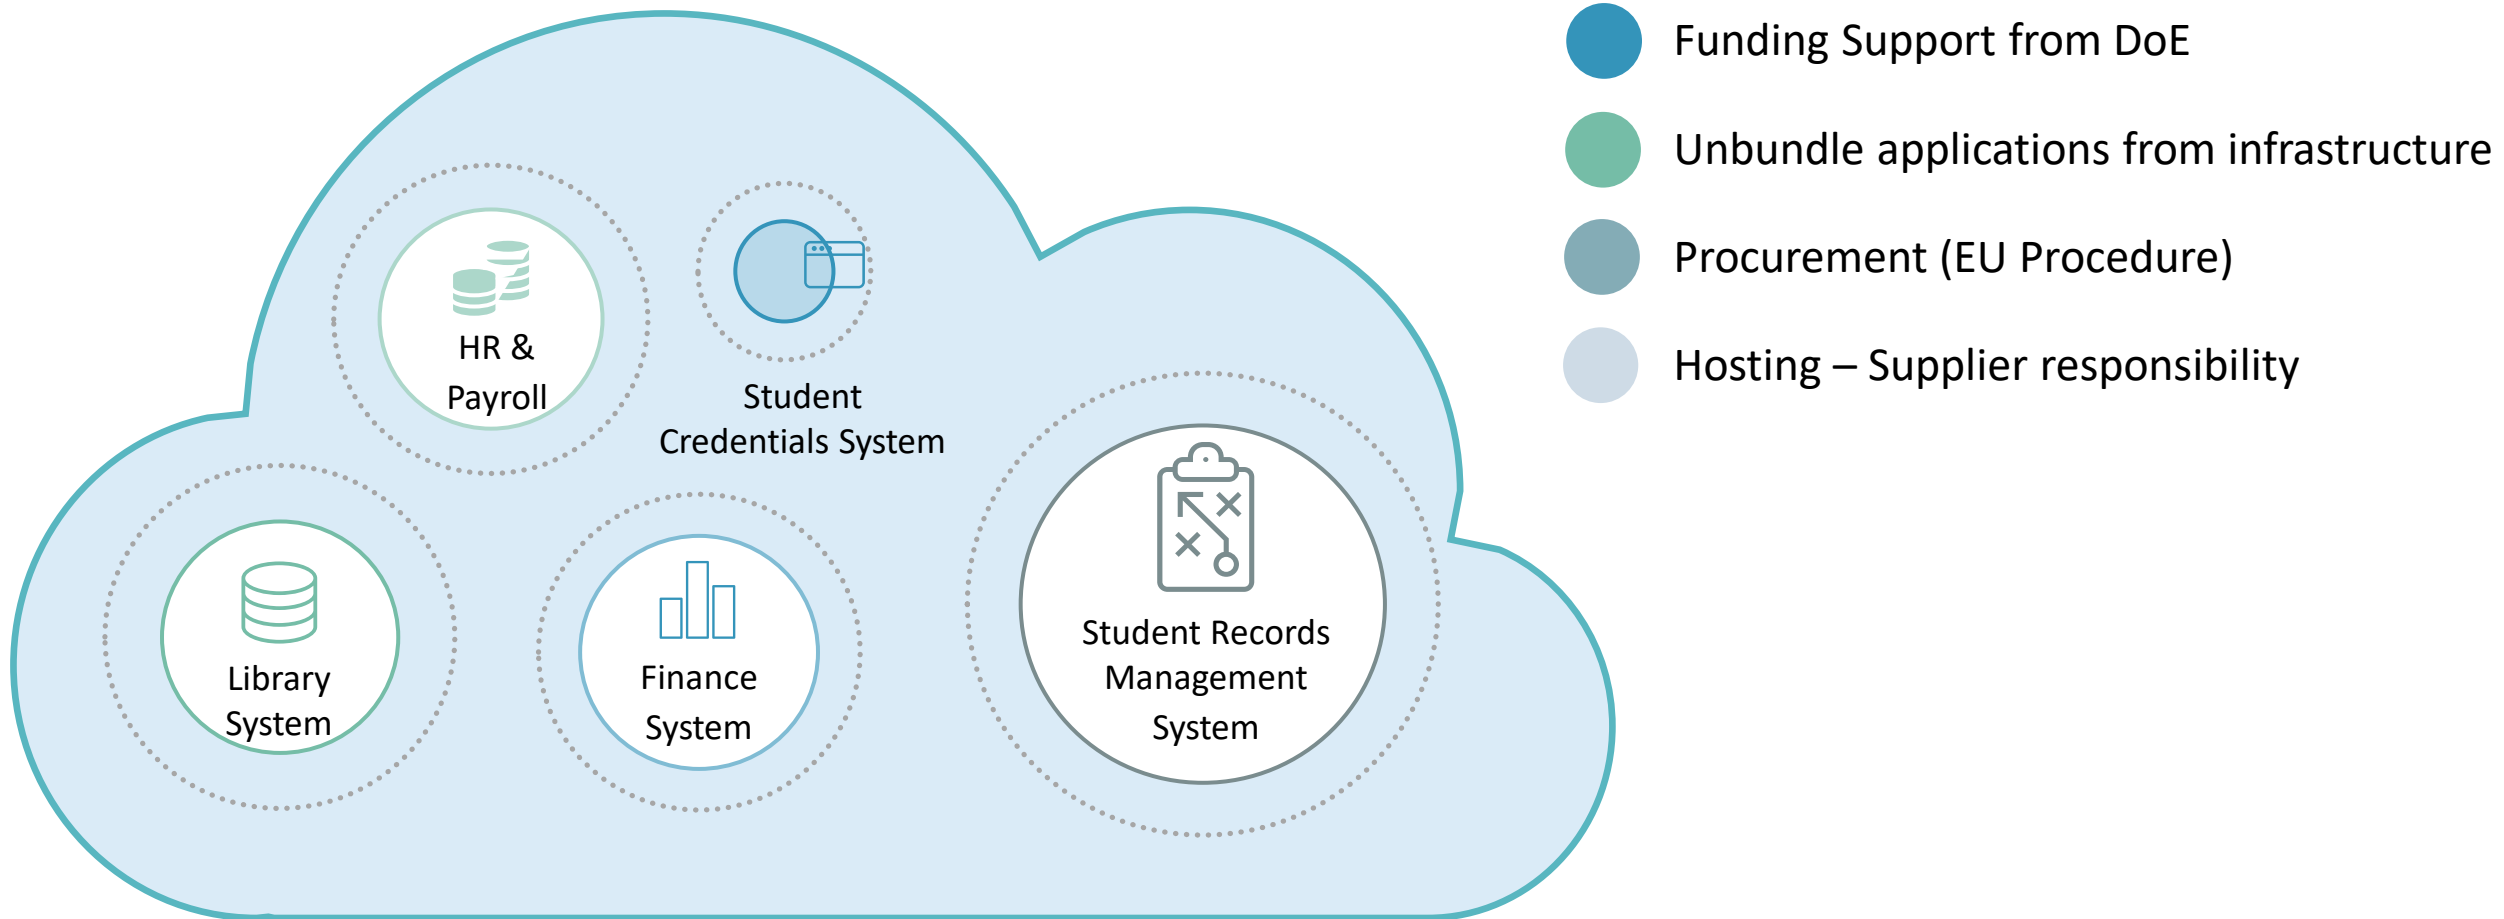 HR &
Payroll
Student
Credentials System
Library
System
Finance
System
Student Records
Management
System
Funding Support from DoE
Unbundle applications from infrastructure
Procurement (EU Procedure)
Hosting – Supplier responsibility